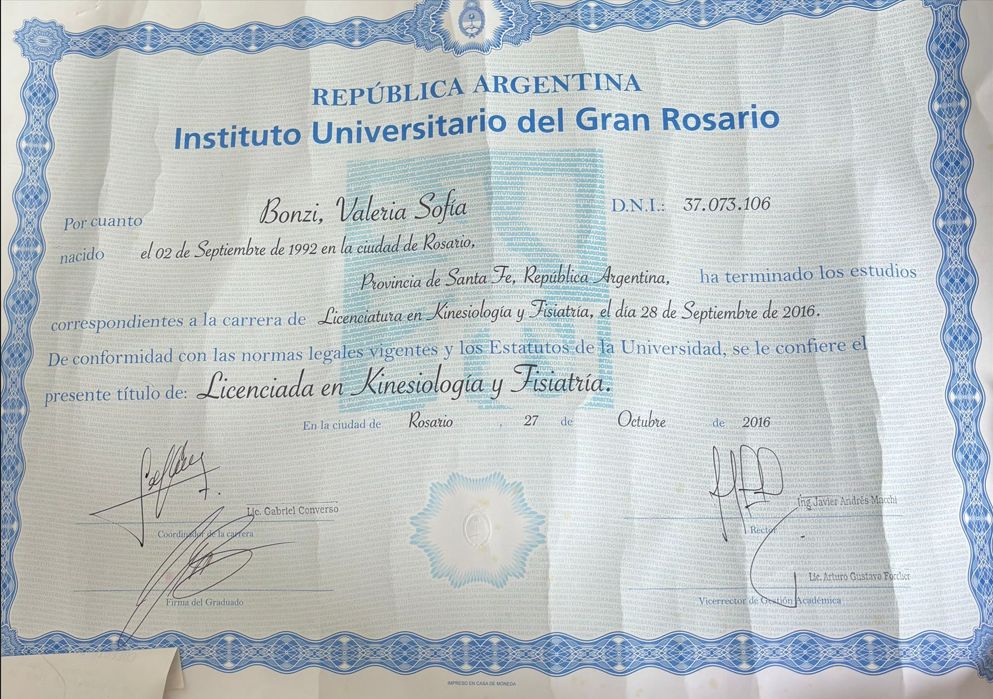 REPÚBLICA ARGENTINA
Instituto Universitario del Gran Rosario
Por cuanto Bonzi, Valeria Sofía D.N.I.: 37.073.106
nacido el 02 de Septiembre de 1992 en la ciudad de Rosario,
Provincia de Santa Fe, República Argentina, ha terminado los estudios
correspondientes a la carrera de Licenciatura en Kinesiología y Fisiatría, el día 28 de Septiembre de 2016.
De conformidad con las normas legales vigentes y los Estatutos de la Universidad, se le confiere el
presente título de: Licenciada en Kinesiología y Fisiatría.
En la ciudad de Rosario , 27 de Octubre de 2016
Lic. Gabriel Converso
Coordinador de la carrera
Firma del Graduado
Ing Javier Andrés Macchi
Rector
Lic. Arturo Gustavo
Vicerrector de Gestión Académica
IMPRESO EN CASA DE MONEDA